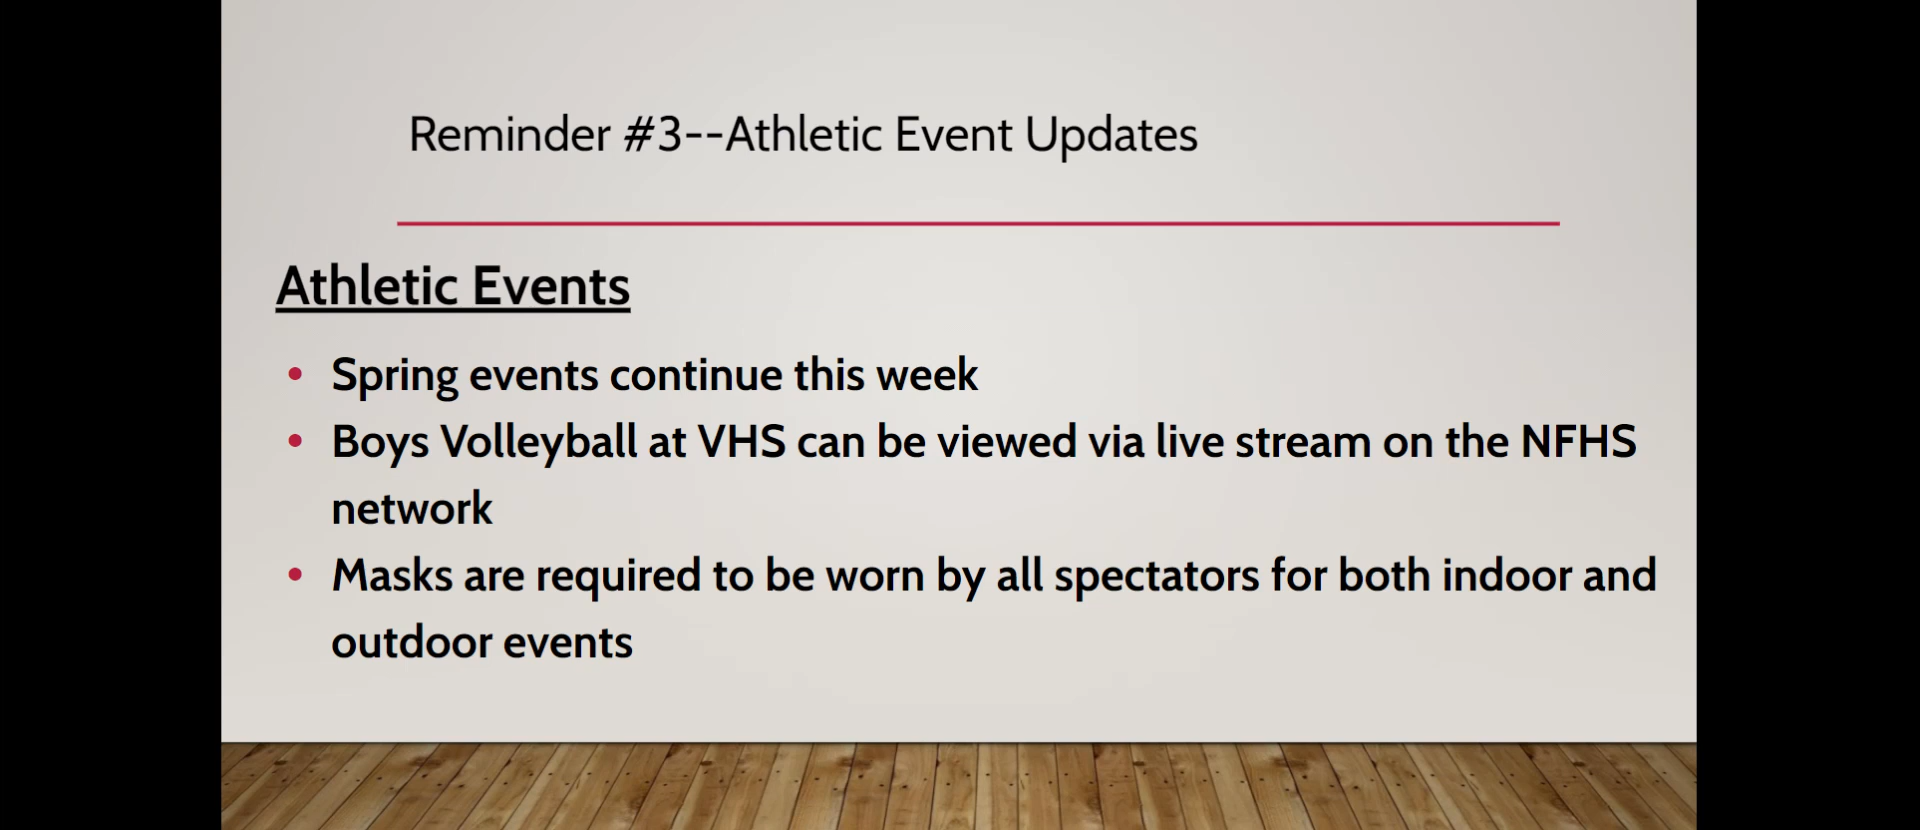 Reminder #3--Athletic Event Updates
Athletic Events
• Spring events continue this week
• Boys Volleyball at VHS can be viewed via live stream on the NFHS
network
• Masks are required to be worn by all spectators for both indoor and
outdoor events